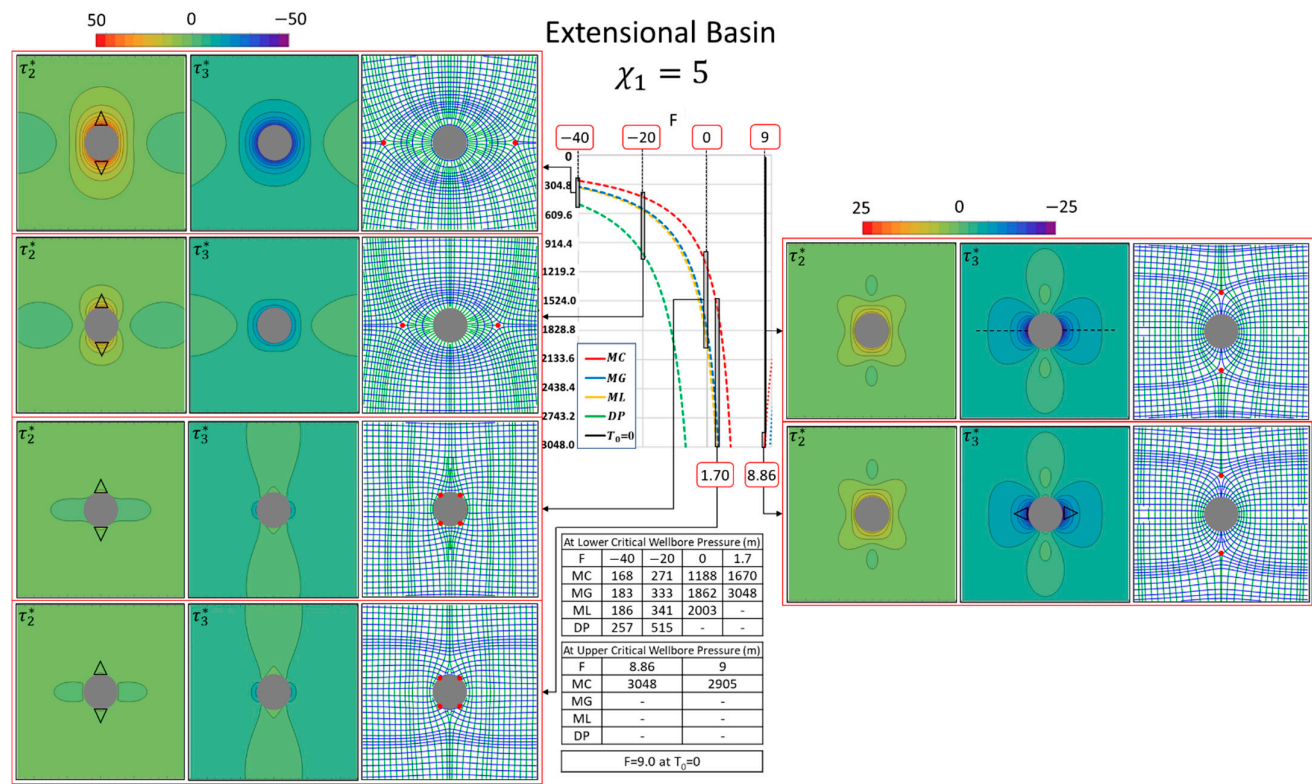 Extensional Basin
χ₁ = 5
50 0 −50
τ₂* τ₃*
τ₂* τ₃*
τ₂* τ₃*
τ₂* τ₃*
F
−40 −20 0 9
0
304.8
609.6
914.4
1219.2
1524.0
1828.8
2133.6
2438.4
2743.2
3048.0
MC
MG
ML
DP
T₀=0
1.70 8.86
25 0 −25
τ₂* τ₃*
τ₂* τ₃*
At Lower Critical Wellbore Pressure (m)
F −40 −20 0 1.7
MC 168 271 1188 1670
MG 183 333 1862 3048
ML 186 341 2003 -
DP 257 515 - -
At Upper Critical Wellbore Pressure (m)
F 8.86 9
MC 3048 2905
MG - -
ML - -
DP - -
F=9.0 at T₀=0